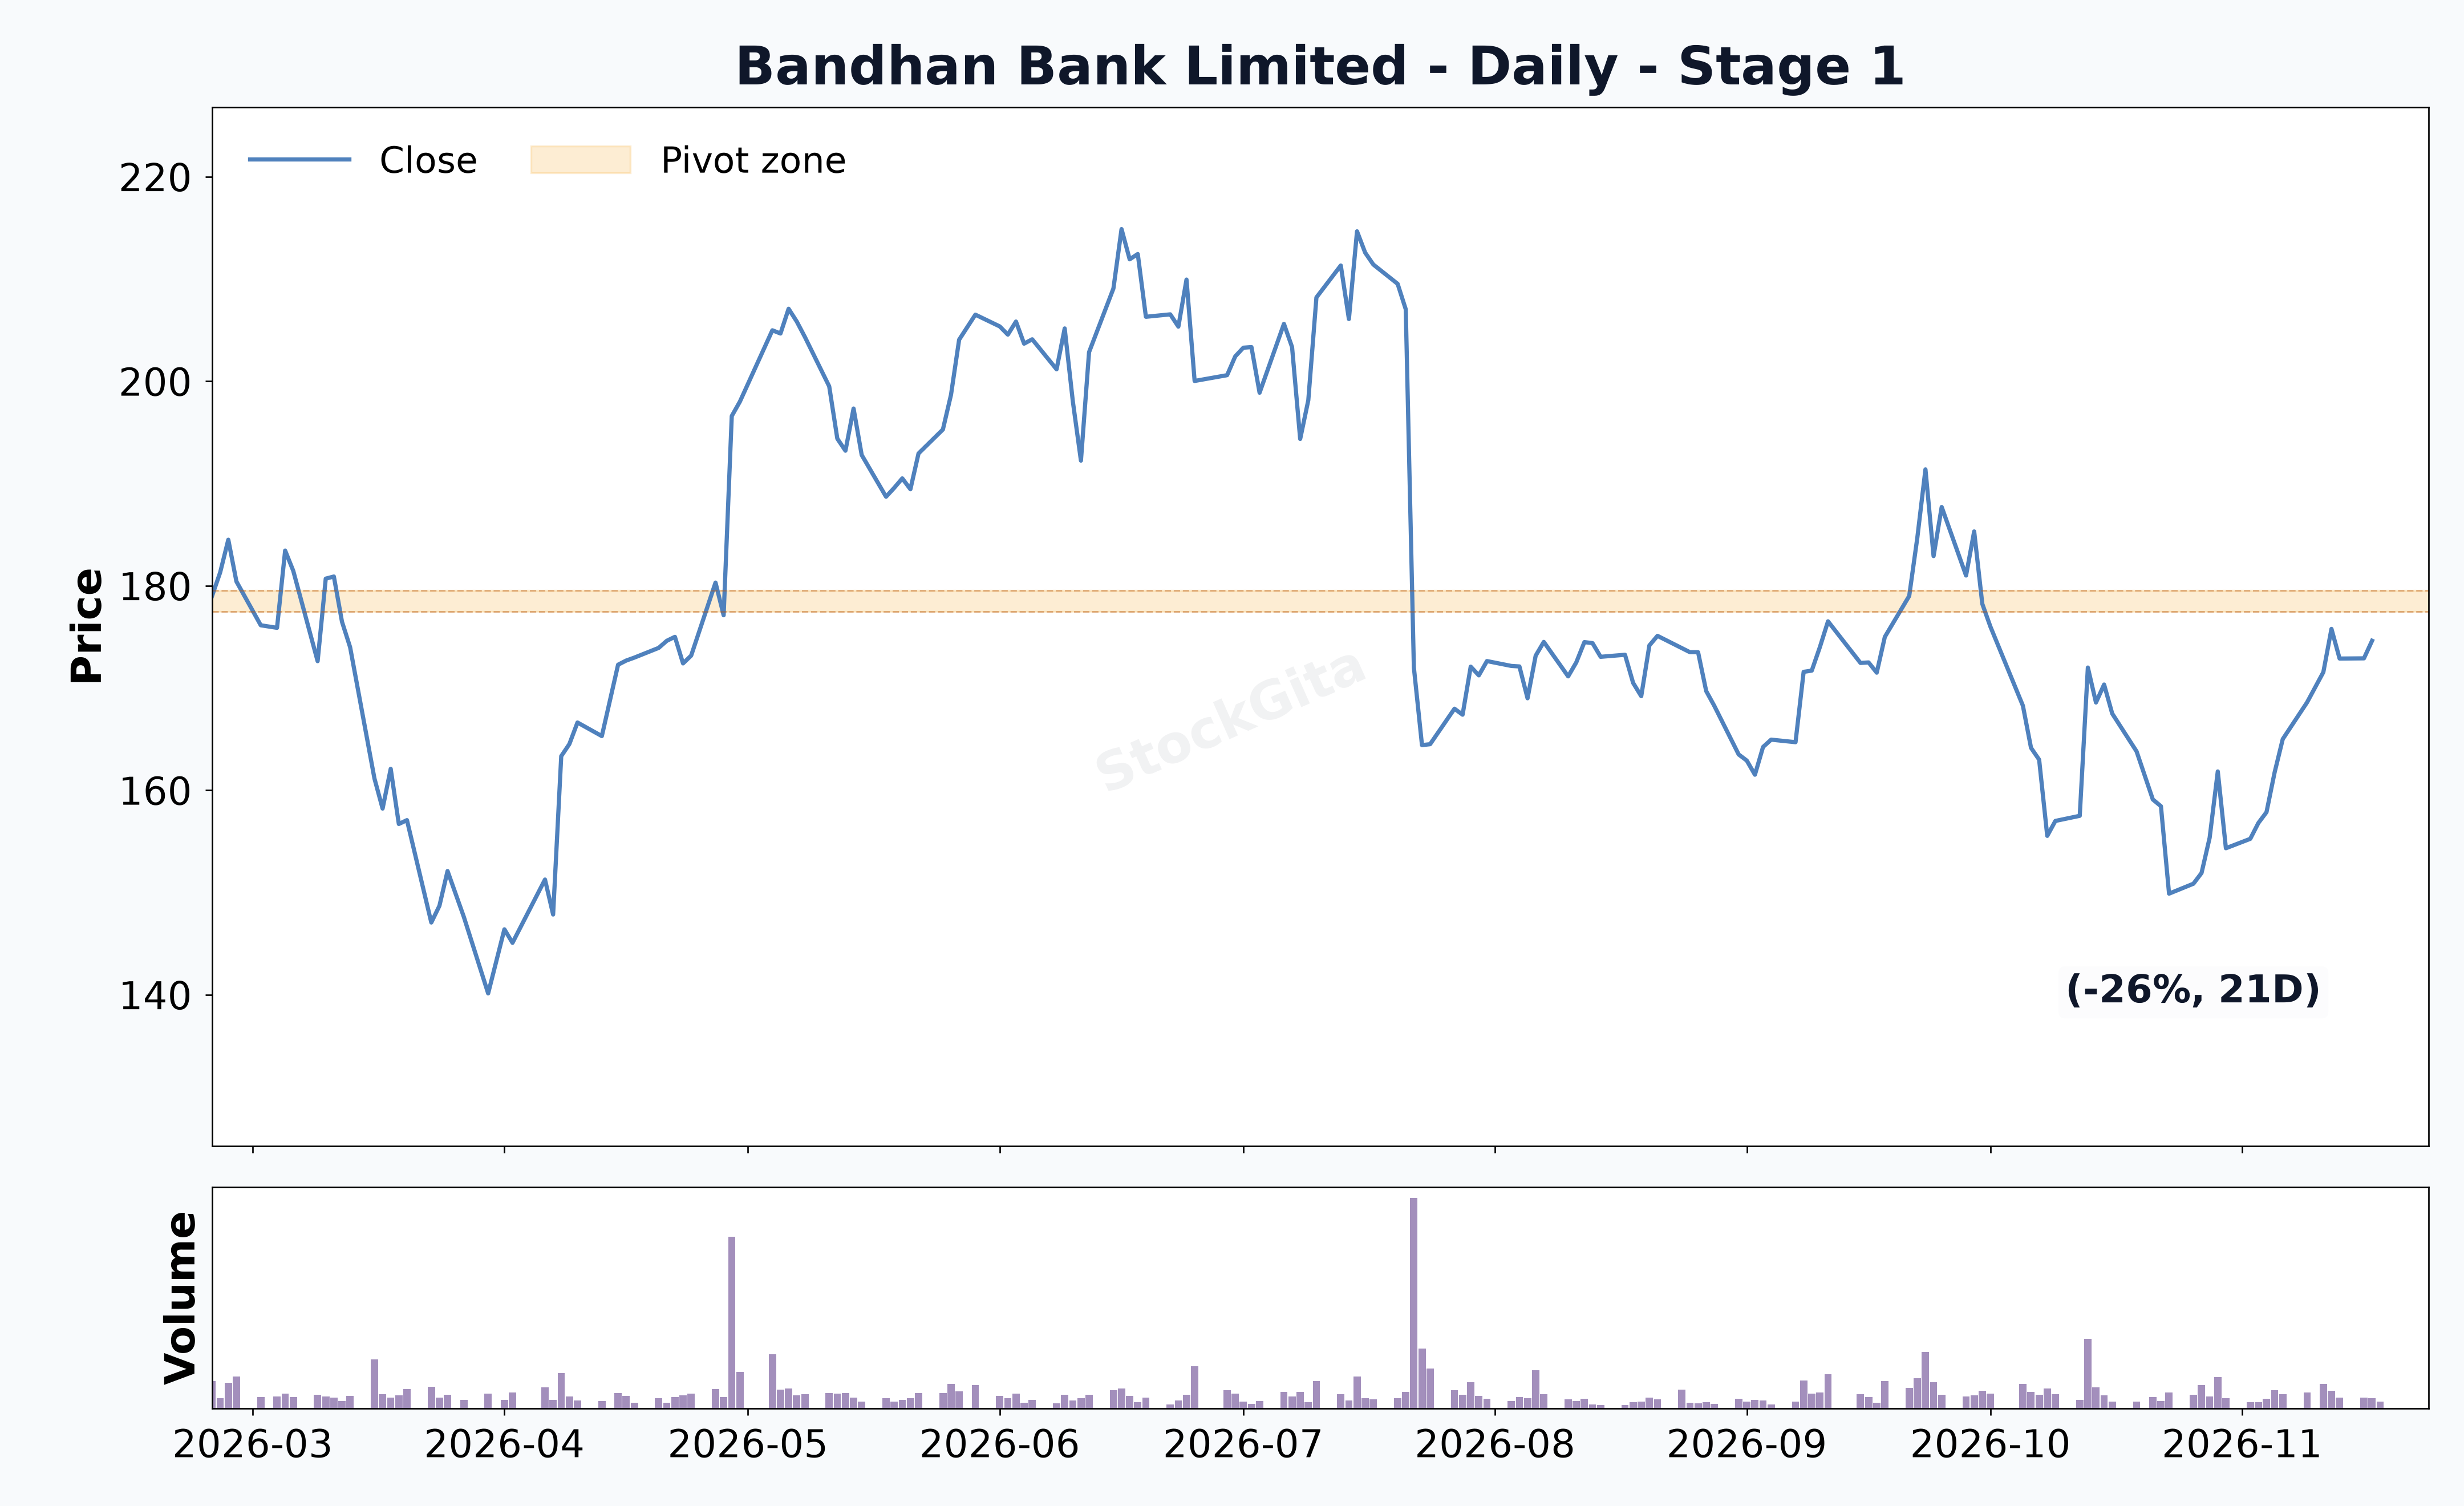 Bandhan Bank Limited - Daily - Stage 1
Close Pivot zone
220
200
180
160
140
Price
StockGita
(-26%, 21D)
Volume
2026-03 2026-04 2026-05 2026-06 2026-07 2026-08 2026-09 2026-10 2026-11